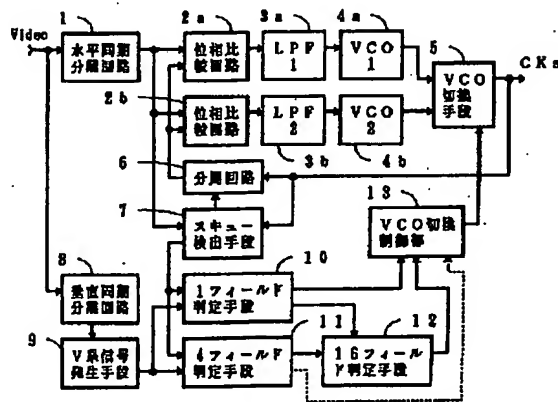 Video
1
水平同期
分離回路
2a
位相比
較回路
3a
LPF
1
4a
VCO
1
5
VCO
切換
手段
CKs
2b
位相比
較回路
LPF
2
3b
VCO
2
4b
6
分周回路
7
スキュー
検出手段
13
VCO切換
制御部
8
垂直同期
分離回路
9
V系信号
発生手段
10
1フィールド
判定手段
11
4フィールド
判定手段
12
16フィール
ド判定手段